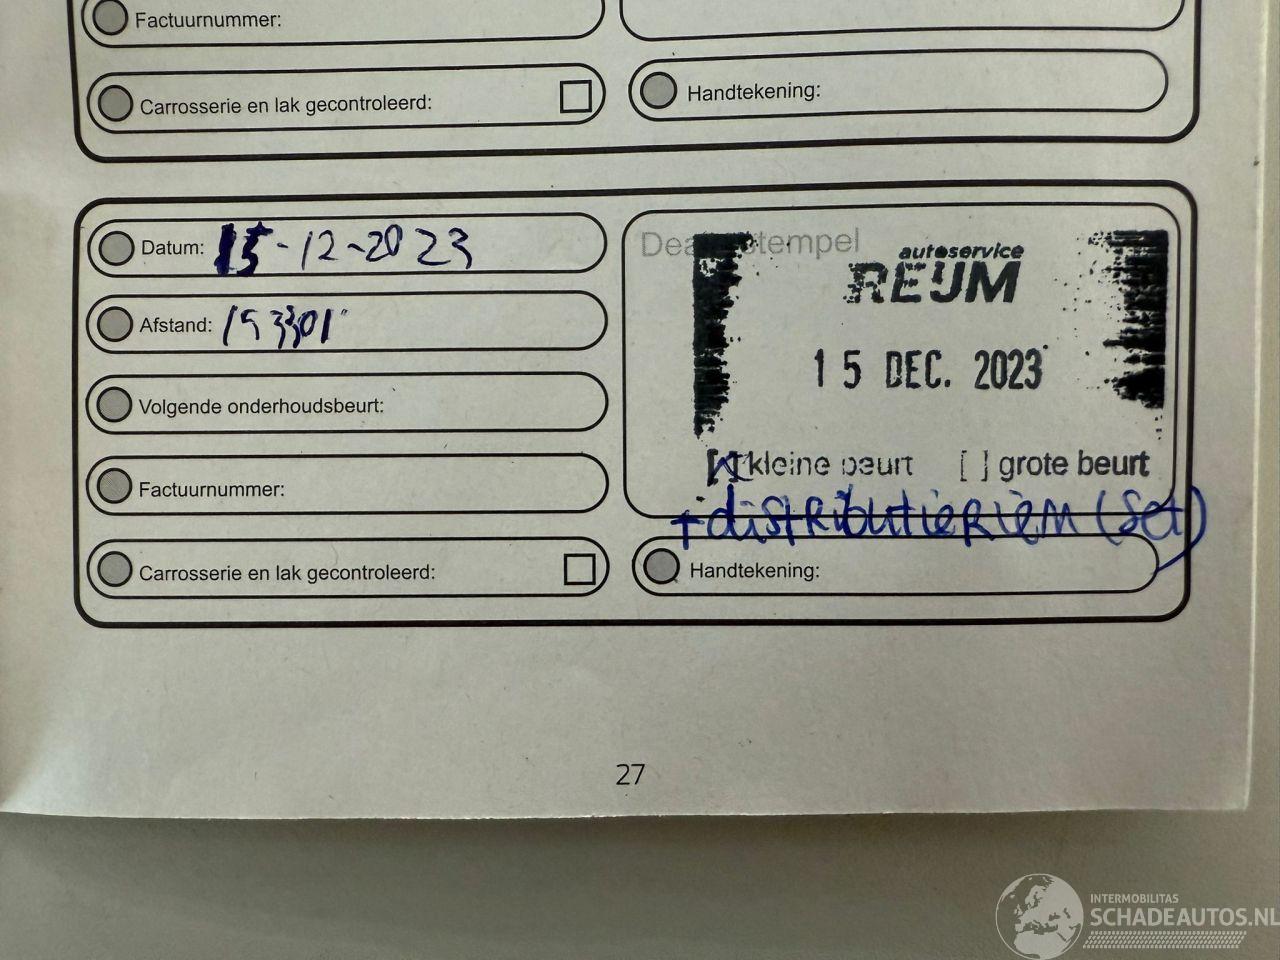 Factuurnummer:
Carrosserie en lak gecontroleerd:
Handtekening:
Datum: 15-12-2023
Dealerstempel
autoservice
REIJM
Afstand: 153301
15 DEC. 2023
Volgende onderhoudsbeurt:
[X] kleine beurt [ ] grote beurt
Factuurnummer:
+ distributieriem (set)
Carrosserie en lak gecontroleerd:
Handtekening:
27
INTERMOBILITAS
SCHADEAUTOS.NL